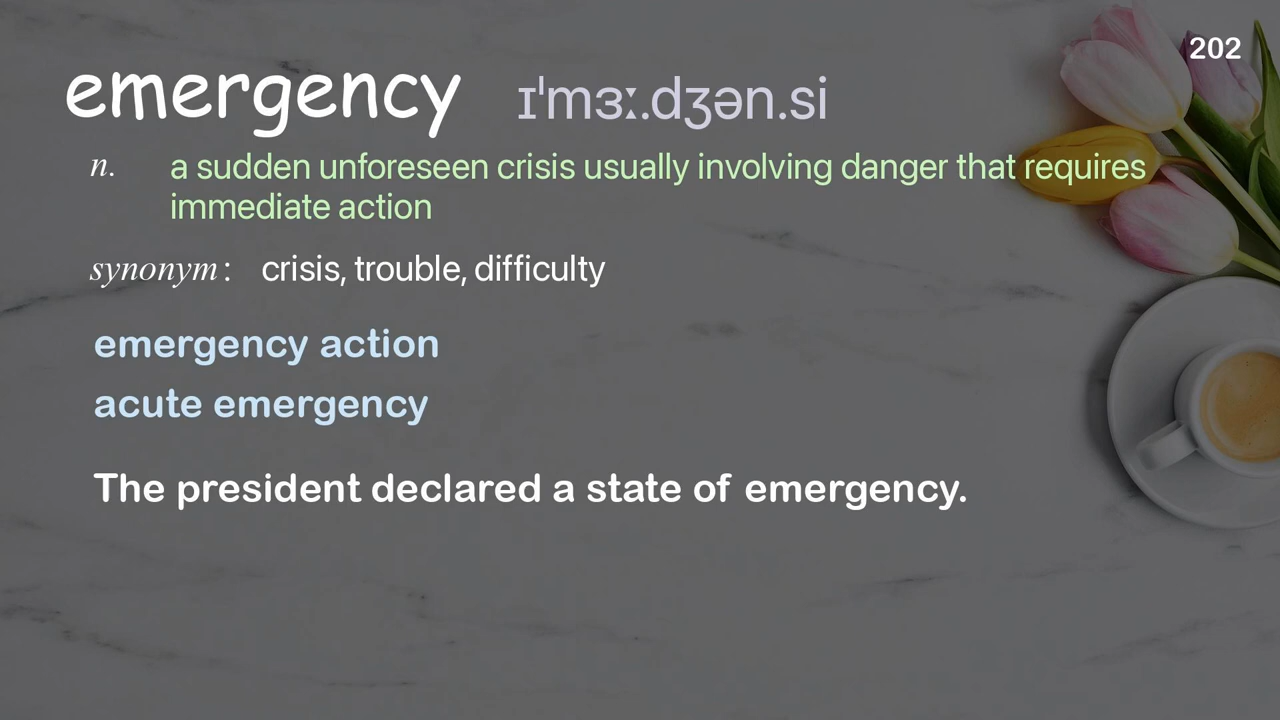 202
emergency ɪˈmɜː.dʒən.si
n. a sudden unforeseen crisis usually involving danger that requires
immediate action
synonym: crisis, trouble, difficulty
emergency action
acute emergency
The president declared a state of emergency.